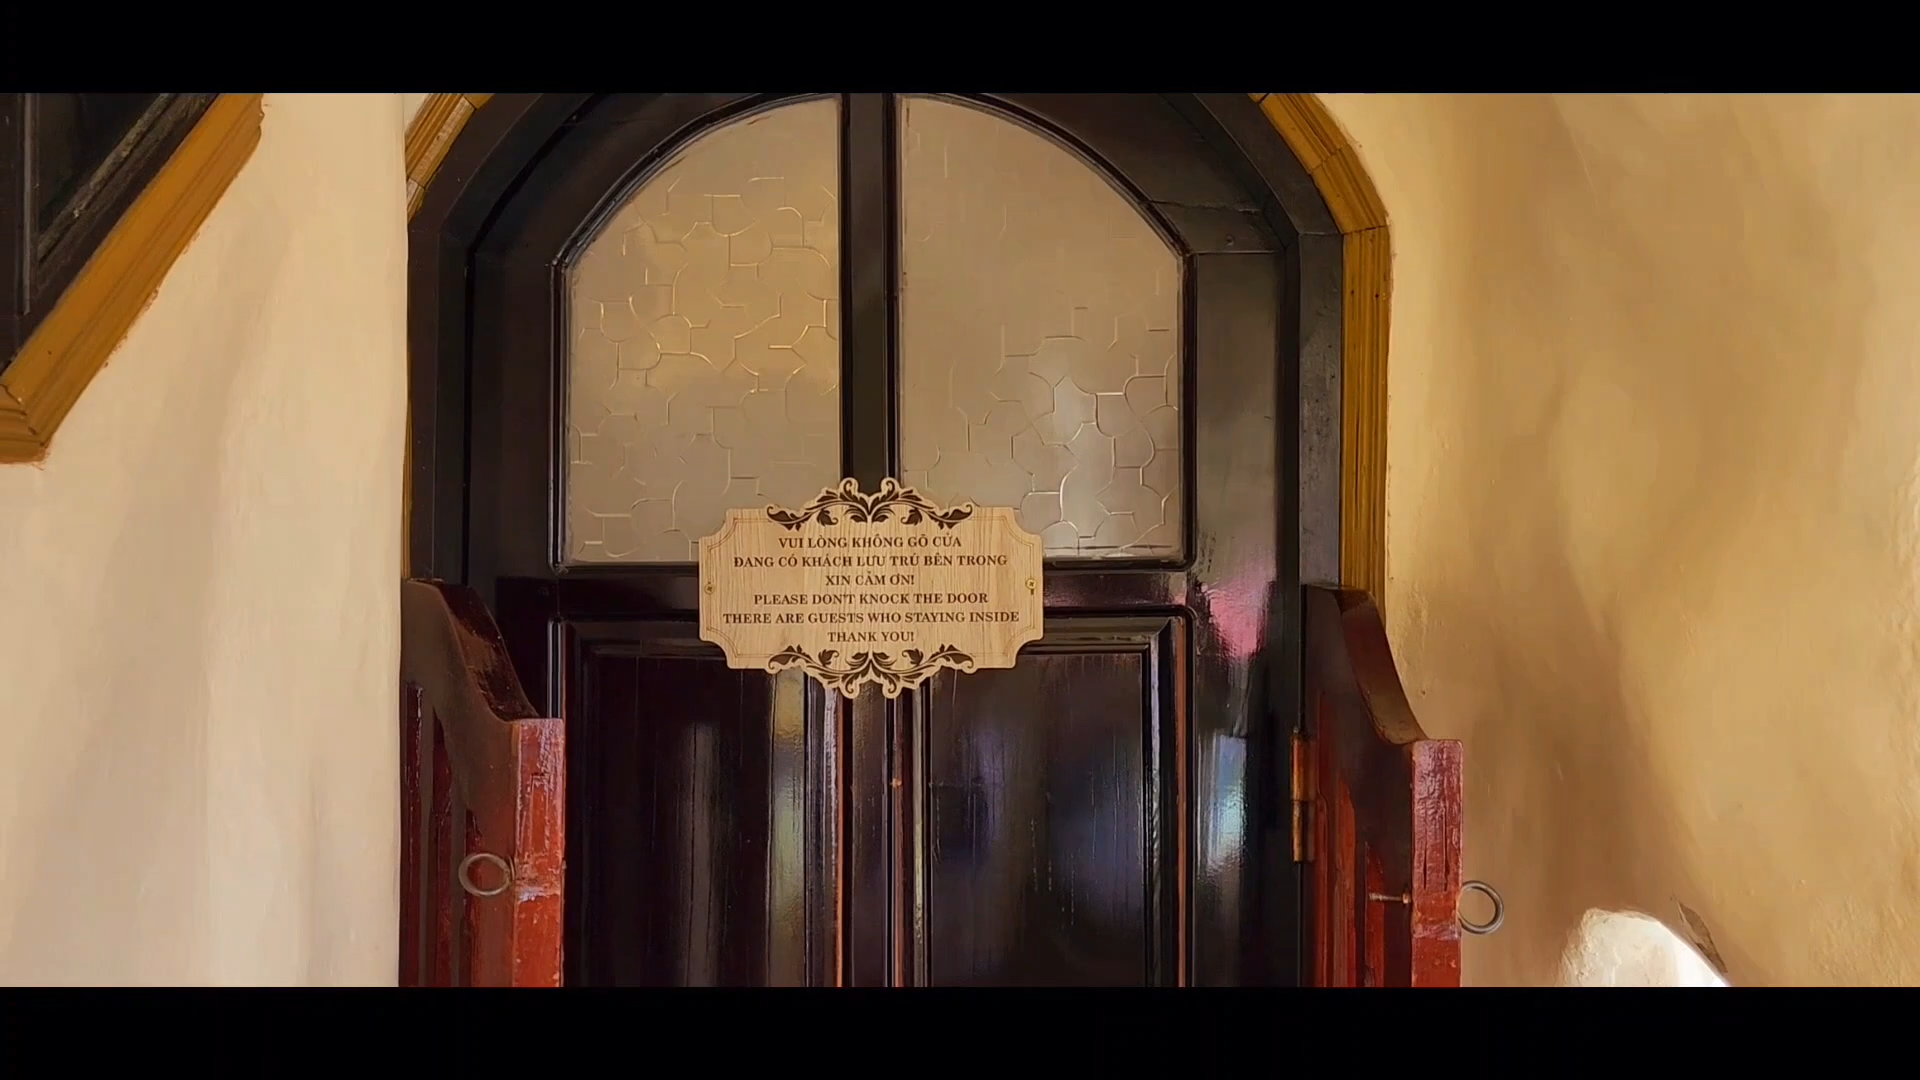 VUI LÒNG KHÔNG GÕ CỬA
ĐANG CÓ KHÁCH LƯU TRÚ BÊN TRONG
XIN CẢM ƠN!
PLEASE DON'T KNOCK THE DOOR
THERE ARE GUESTS WHO STAYING INSIDE
THANK YOU!